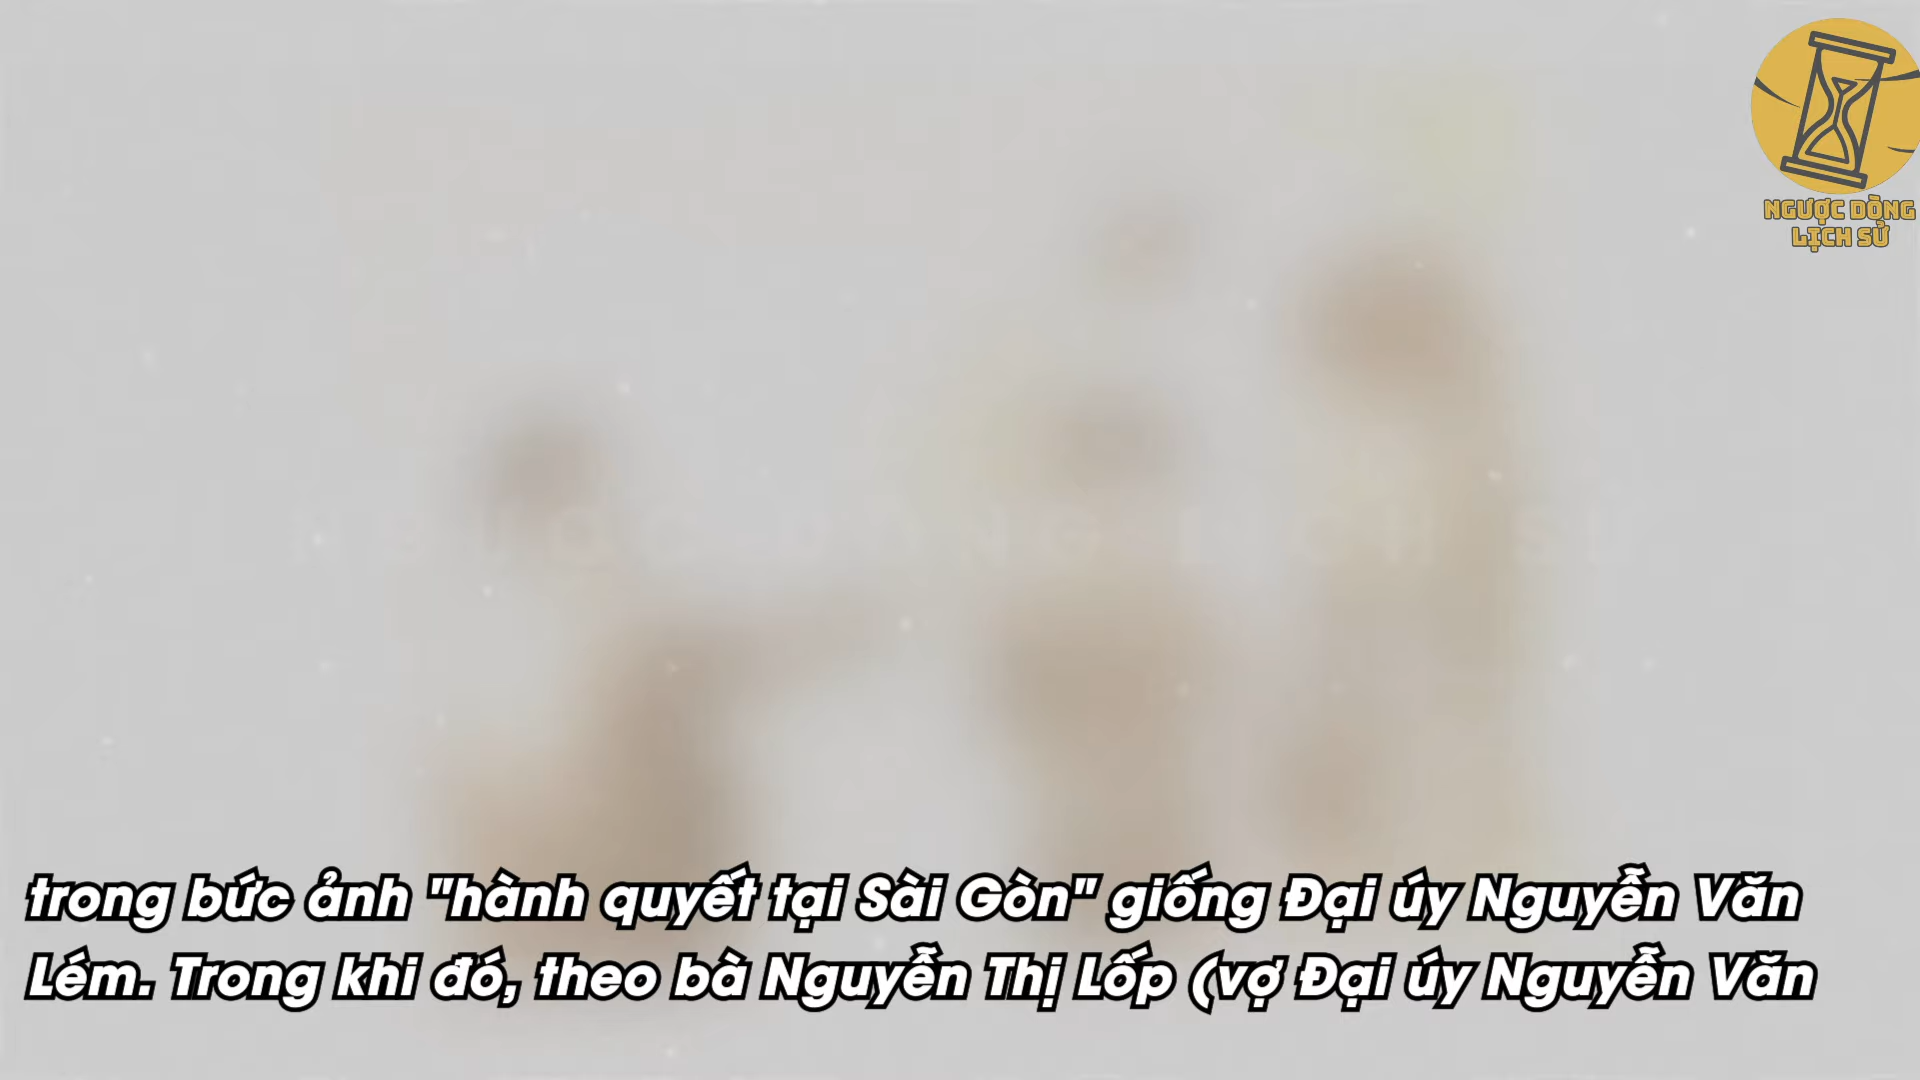 NGƯỢC DÒNG
LỊCH SỬ
trong bức ảnh "hành quyết tại Sài Gòn" giống Đại úy Nguyễn Văn
Lém. Trong khi đó, theo bà Nguyễn Thị Lốp (vợ Đại úy Nguyễn Văn